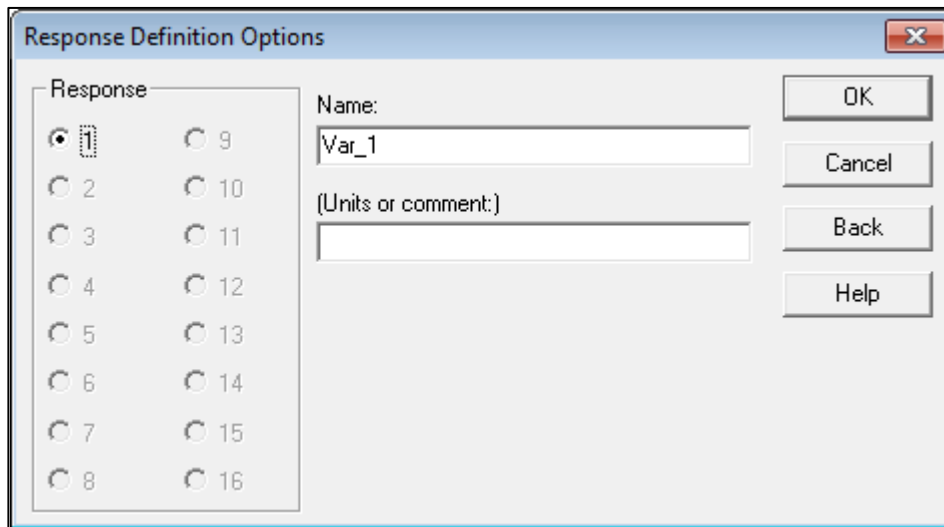 Response Definition Options
Response
1 9
2 10
3 11
4 12
5 13
6 14
7 15
8 16
Name:
Var_1
(Units or comment:)
OK
Cancel
Back
Help